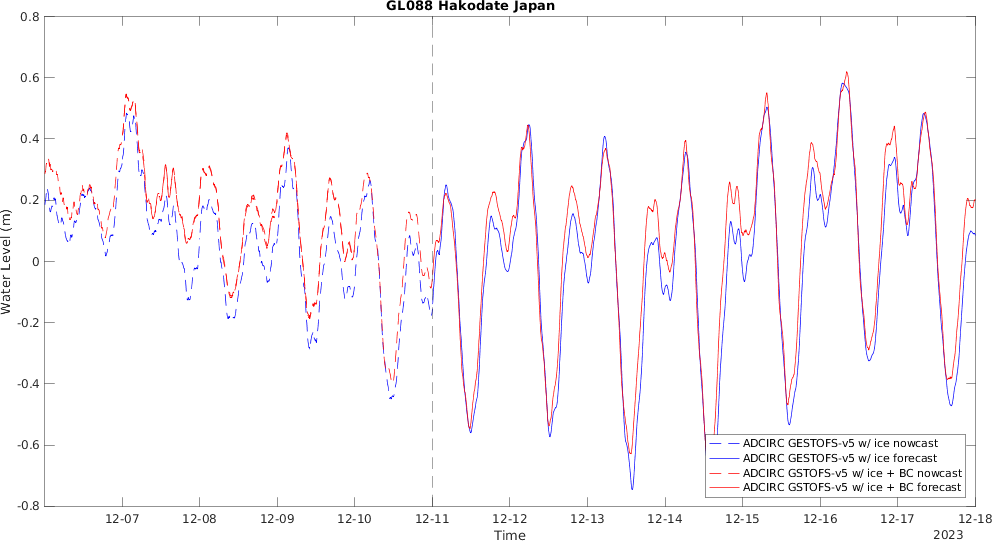 GL088 Hakodate Japan
0.8
0.6
0.4
0.2
0
-0.2
-0.4
-0.6
-0.8
Water Level (m)
ADCIRC GESTOFS-v5 w/ ice nowcast
ADCIRC GESTOFS-v5 w/ ice forecast
ADCIRC GSTOFS-v5 w/ ice + BC nowcast
ADCIRC GSTOFS-v5 w/ ice + BC forecast
12-07 12-08 12-09 12-10 12-11 12-12 12-13 12-14 12-15 12-16 12-17 12-18
Time
2023